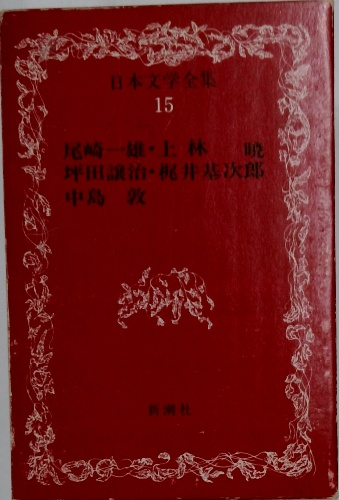 日本文学全集
15
尾崎一雄・上林　暁
坪田譲治・梶井基次郎
中島　敦
新潮社